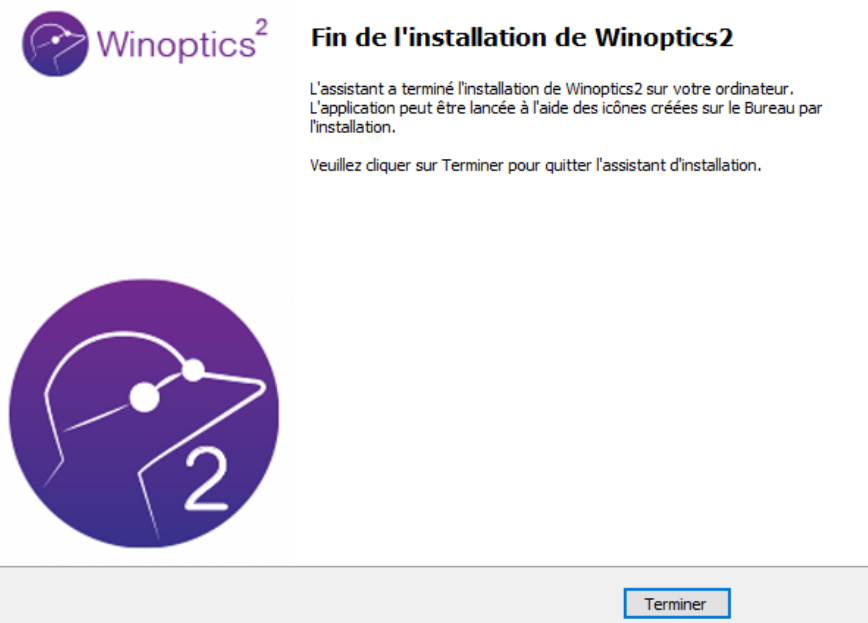 Winoptics2
Fin de l'installation de Winoptics2
L'assistant a terminé l'installation de Winoptics2 sur votre ordinateur.
L'application peut être lancée à l'aide des icônes créées sur le Bureau par
l'installation.
Veuillez cliquer sur Terminer pour quitter l'assistant d'installation.
2
Terminer